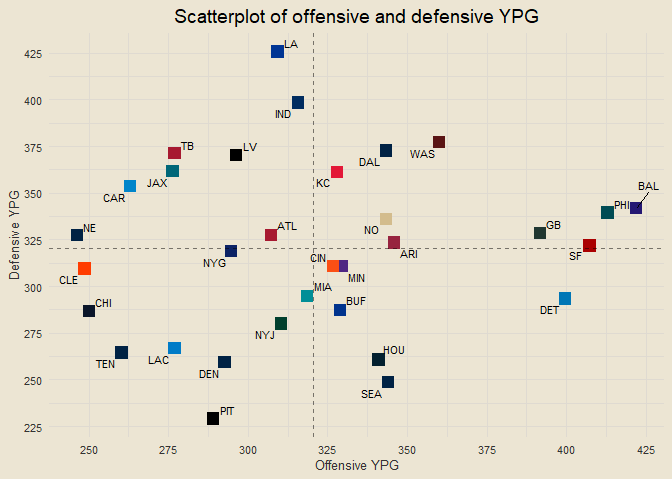 Scatterplot of offensive and defensive YPG
LA
IND
TB
LV
JAX
CAR
DAL
WAS
KC
BAL
PHI
NO
ATL
NE
GB
ARI
SF
NYG
CIN
MIN
CLE
MIA
BUF
CHI
DET
NYJ
TEN
LAC
DEN
HOU
SEA
PIT
Defensive YPG
425
400
375
350
325
300
275
250
225
250
275
300
325
350
375
400
425
Offensive YPG